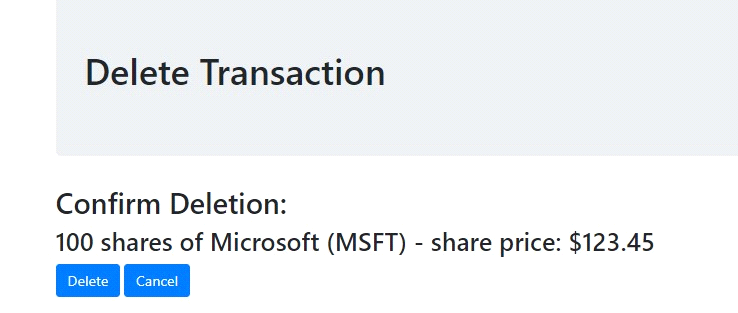 Delete Transaction
Confirm Deletion:
100 shares of Microsoft (MSFT) - share price: $123.45
Delete Cancel